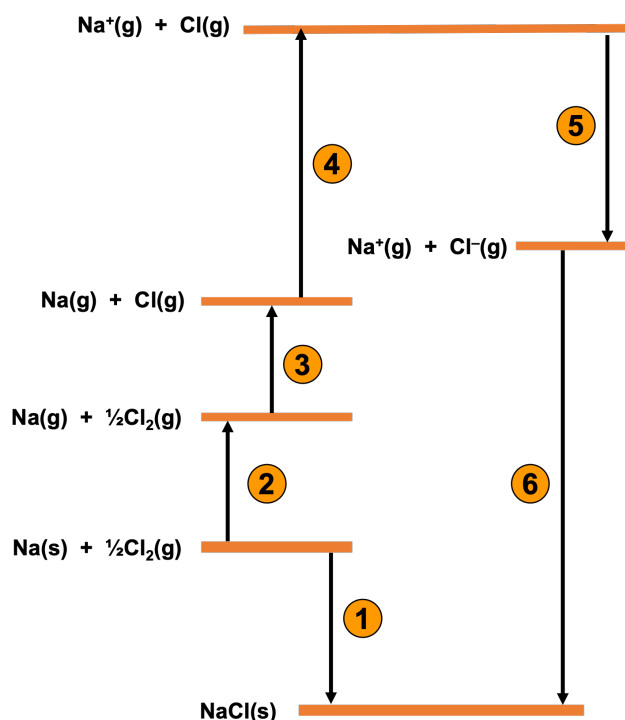 Na⁺(g) + Cl(g)
5
4
Na⁺(g) + Cl⁻(g)
Na(g) + Cl(g)
3
Na(g) + ½Cl₂(g)
2
6
Na(s) + ½Cl₂(g)
1
NaCl(s)